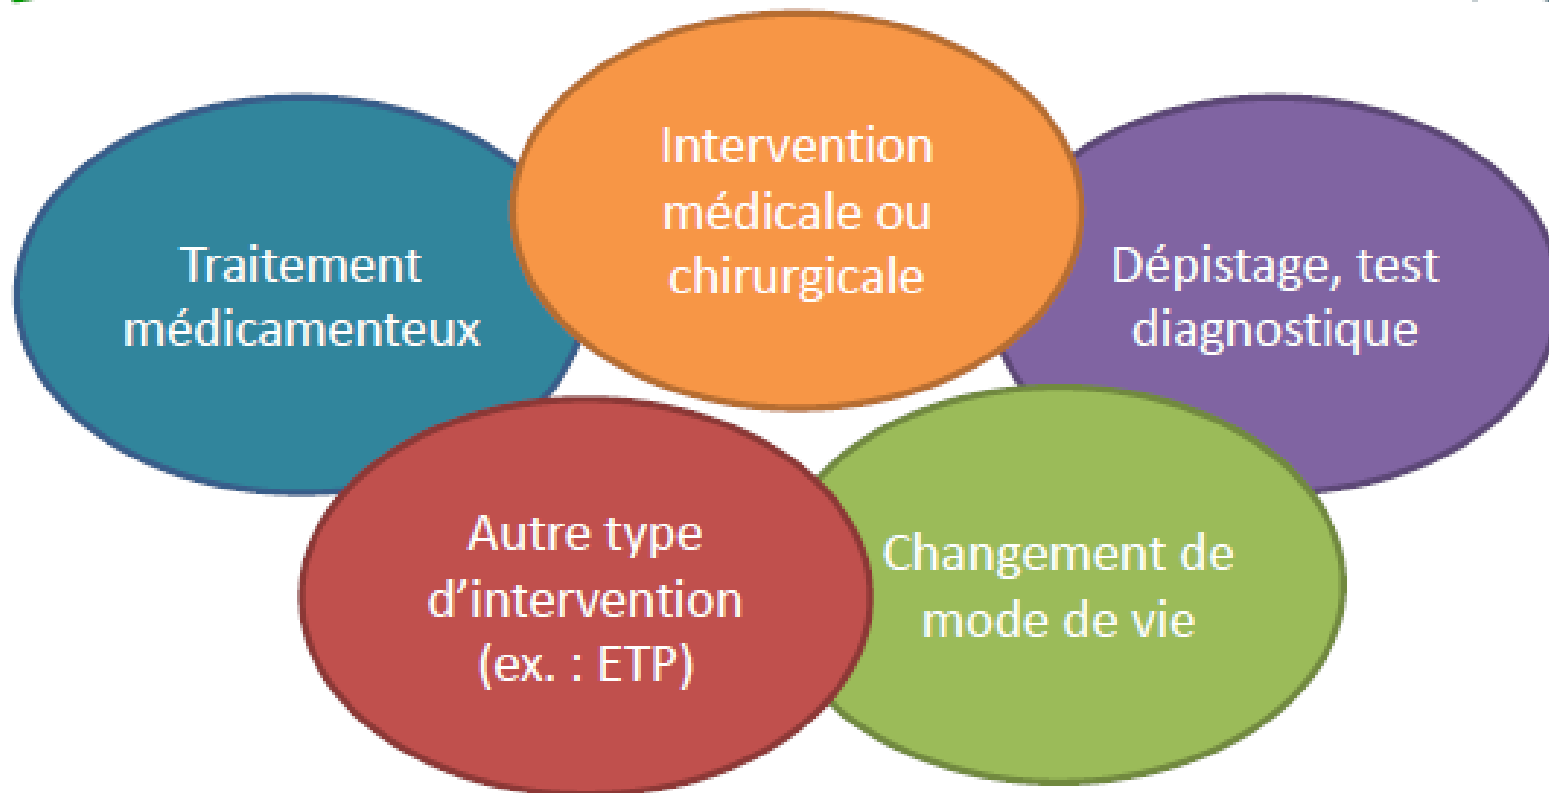 Intervention
médicale ou
chirurgicale
Traitement
médicamenteux
Dépistage, test
diagnostique
Autre type
d’intervention
(ex. : ETP)
Changement de
mode de vie